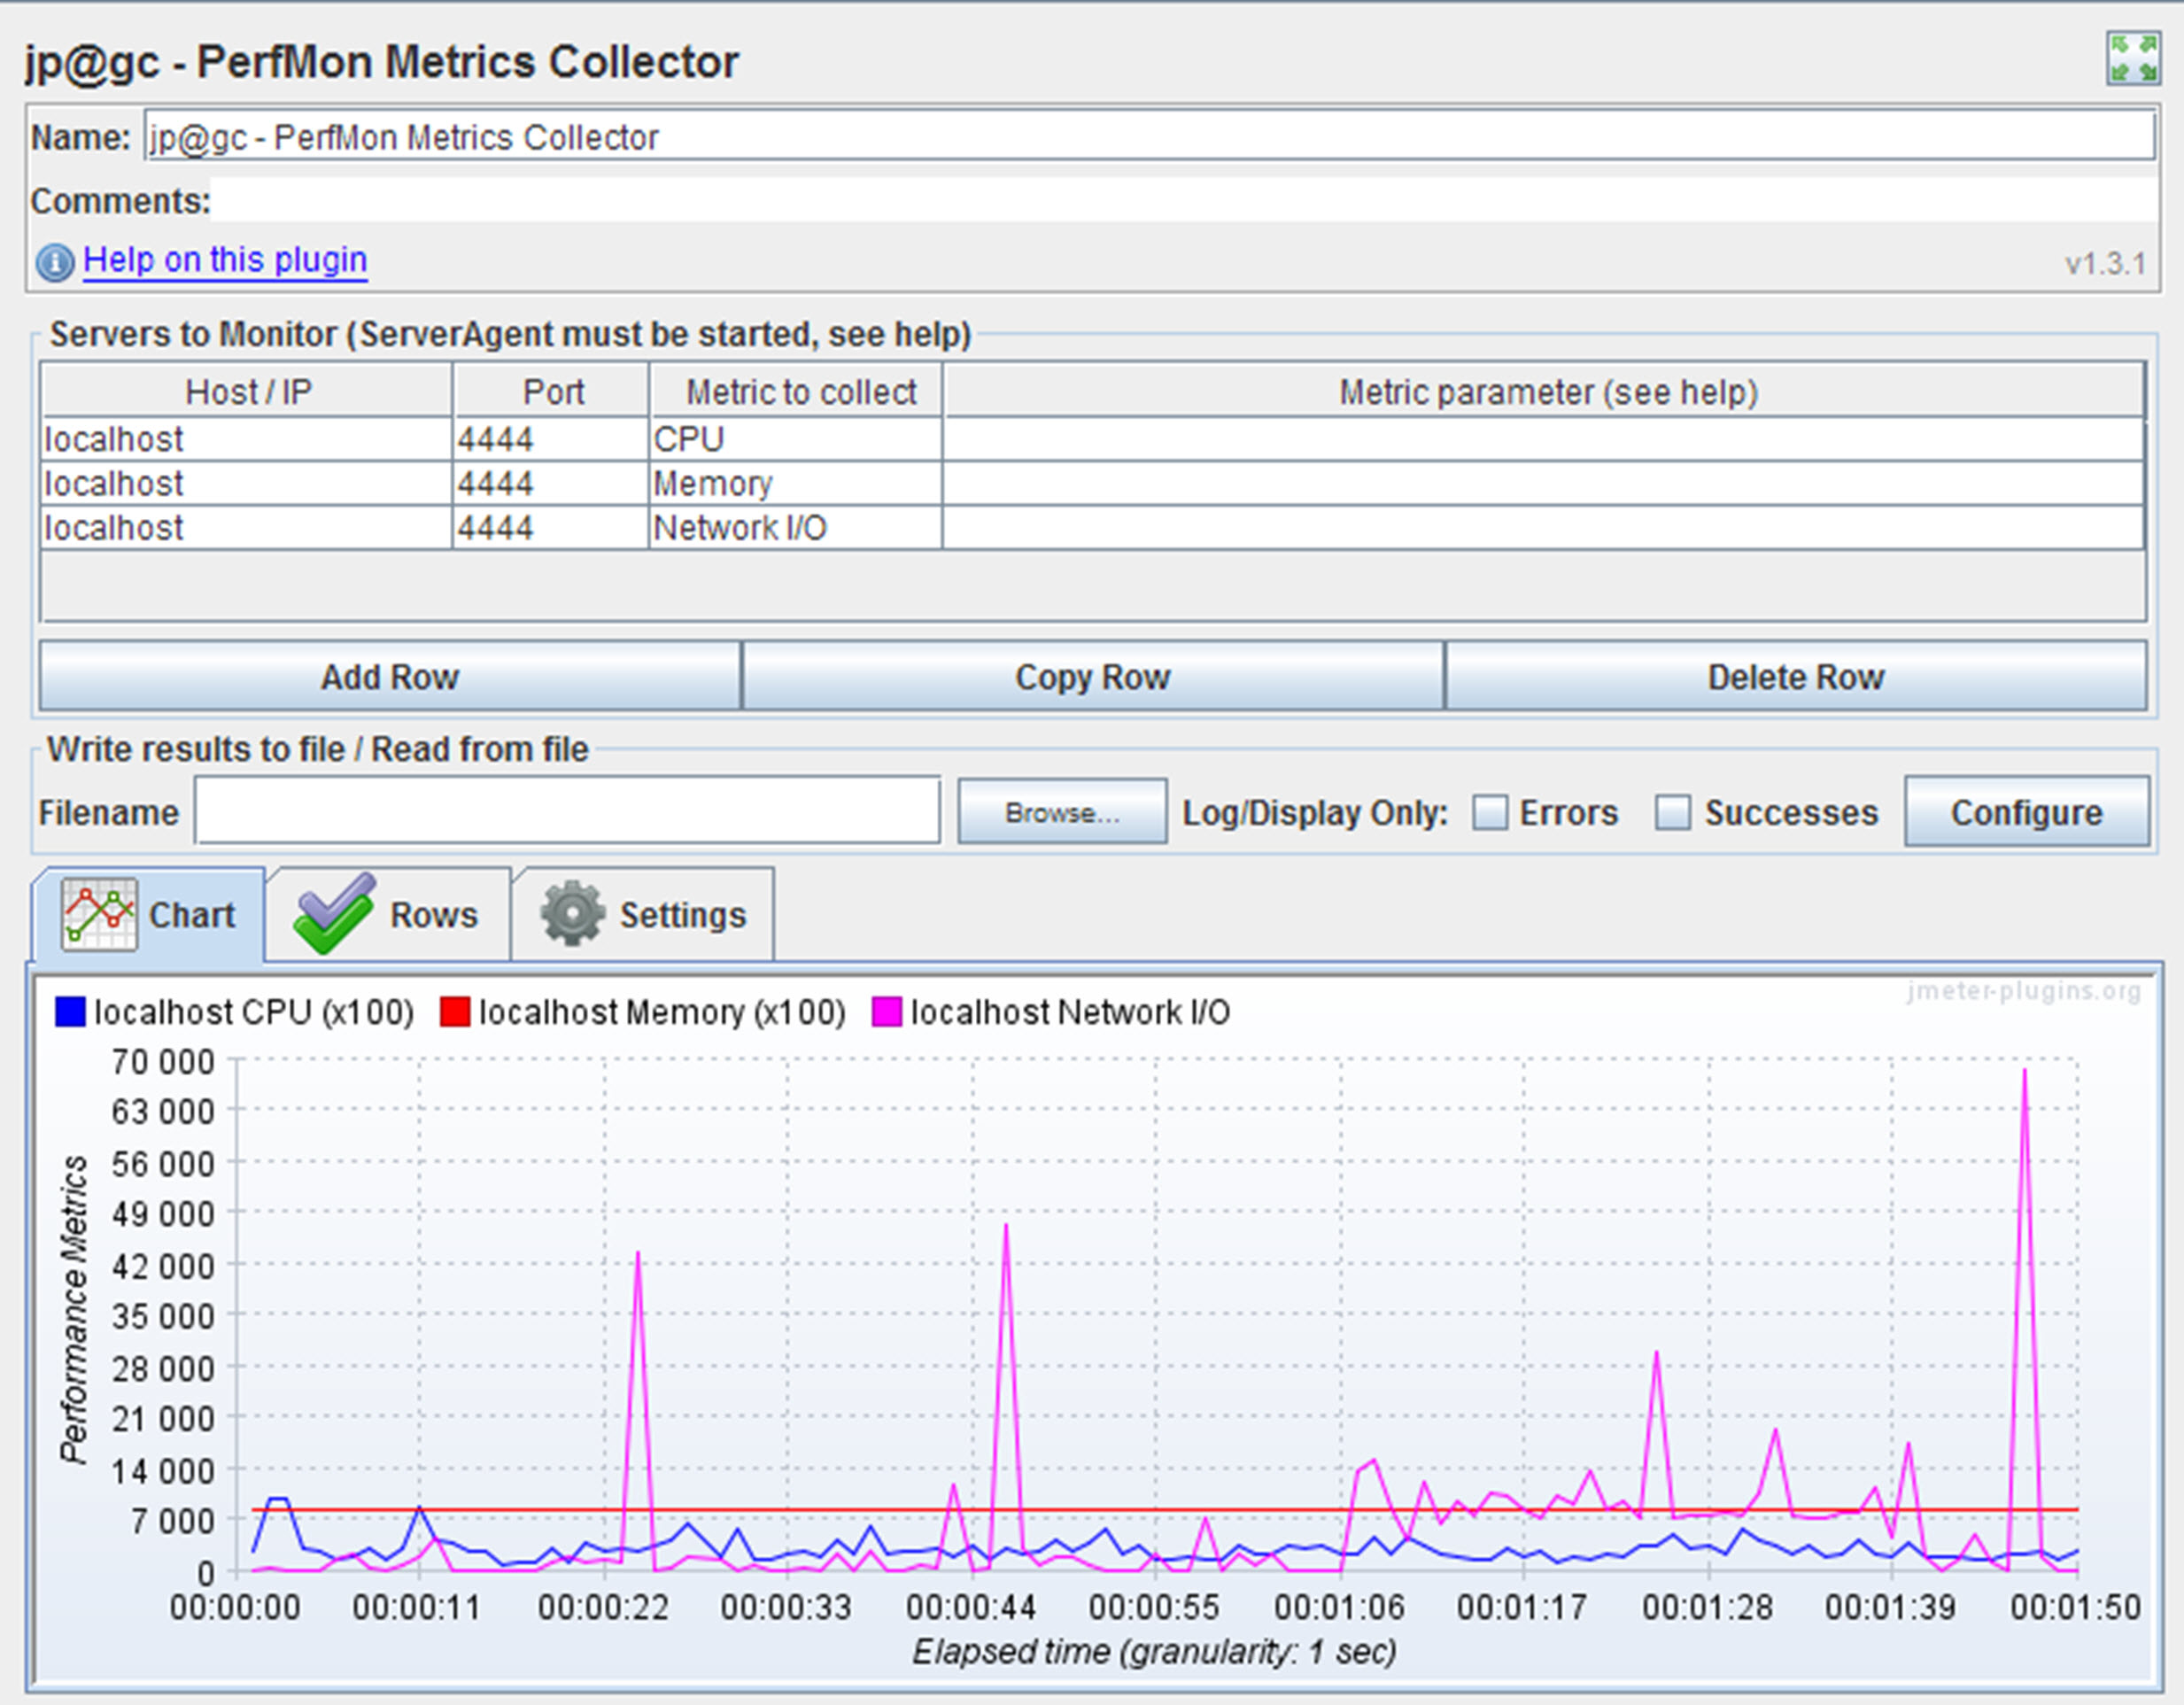 jp@gc - PerfMon Metrics Collector
Name: jp@gc - PerfMon Metrics Collector
Comments:
Help on this plugin v1.3.1
Servers to Monitor (ServerAgent must be started, see help)
Host / IP Port Metric to collect Metric parameter (see help)
localhost 4444 CPU
localhost 4444 Memory
localhost 4444 Network I/O
Add Row Copy Row Delete Row
Write results to file / Read from file
Filename Browse... Log/Display Only: Errors Successes Configure
Chart Rows Settings
jmeter-plugins.org
localhost CPU (x100) localhost Memory (x100) localhost Network I/O
70 000
63 000
56 000
49 000
42 000
35 000
28 000
21 000
14 000
7 000
0
Performance Metrics
00:00:00 00:00:11 00:00:22 00:00:33 00:00:44 00:00:55 00:01:06 00:01:17 00:01:28 00:01:39 00:01:50
Elapsed time (granularity: 1 sec)